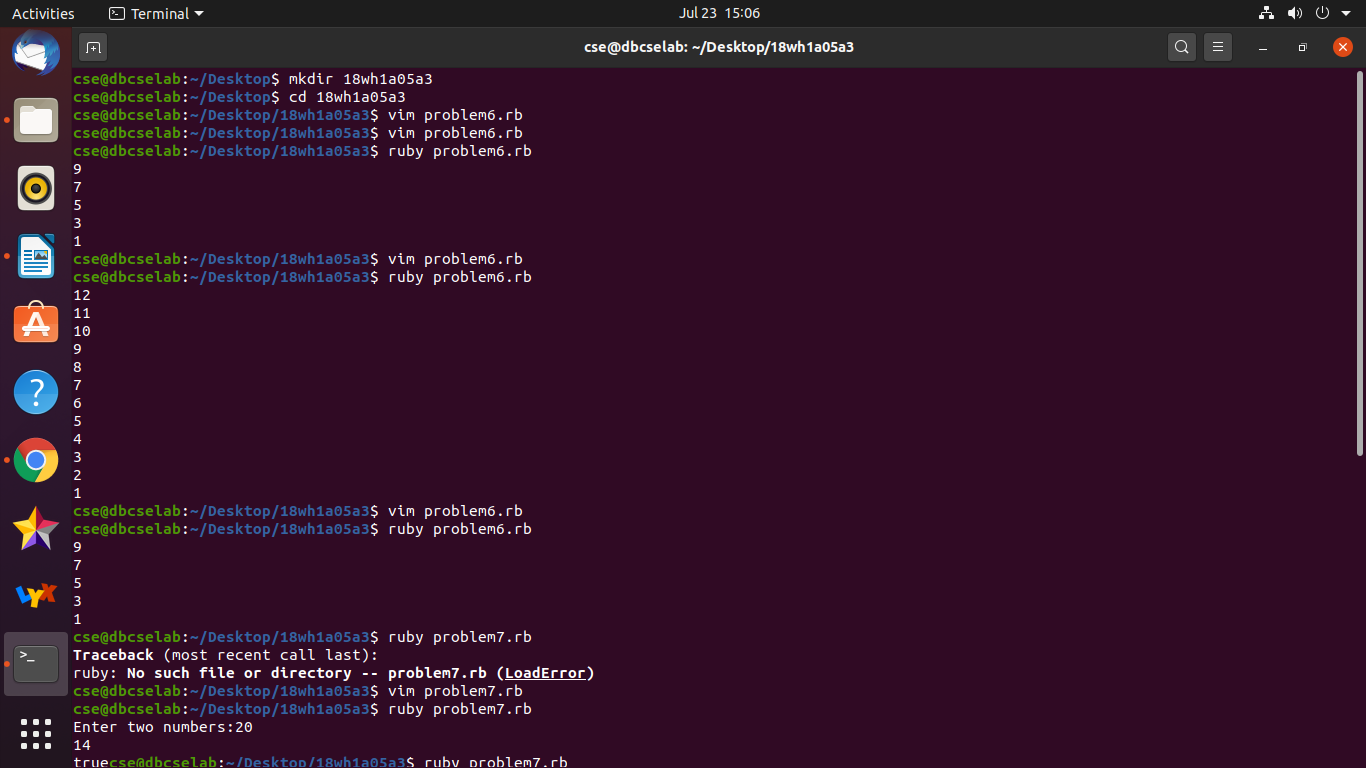 Activities
Terminal
Jul 23 15:06
cse@dbcselab: ~/Desktop/18wh1a05a3
cse@dbcselab:~/Desktop$ mkdir 18wh1a05a3
cse@dbcselab:~/Desktop$ cd 18wh1a05a3
cse@dbcselab:~/Desktop/18wh1a05a3$ vim problem6.rb
cse@dbcselab:~/Desktop/18wh1a05a3$ vim problem6.rb
cse@dbcselab:~/Desktop/18wh1a05a3$ ruby problem6.rb
9
7
5
3
1
cse@dbcselab:~/Desktop/18wh1a05a3$ vim problem6.rb
cse@dbcselab:~/Desktop/18wh1a05a3$ ruby problem6.rb
12
11
10
9
8
7
6
5
4
3
2
1
cse@dbcselab:~/Desktop/18wh1a05a3$ vim problem6.rb
cse@dbcselab:~/Desktop/18wh1a05a3$ ruby problem6.rb
9
7
5
3
1
cse@dbcselab:~/Desktop/18wh1a05a3$ ruby problem7.rb
Traceback (most recent call last):
ruby: No such file or directory -- problem7.rb (LoadError)
cse@dbcselab:~/Desktop/18wh1a05a3$ vim problem7.rb
cse@dbcselab:~/Desktop/18wh1a05a3$ ruby problem7.rb
Enter two numbers:20
14
truecse@dbcselab:~/Desktop/18wh1a05a3$ ruby problem7.rb